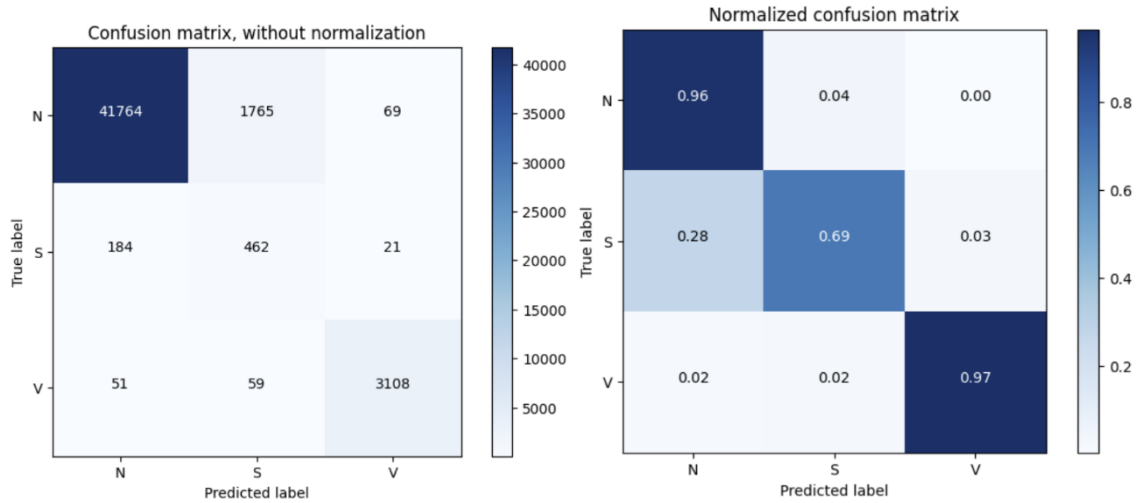 Confusion matrix, without normalization
N 41764 1765 69
S 184 462 21
V 51 59 3108
N S V
True label
Predicted label
40000
35000
30000
25000
20000
15000
10000
5000
Normalized confusion matrix
N 0.96 0.04 0.00
S 0.28 0.69 0.03
V 0.02 0.02 0.97
N S V
True label
Predicted label
0.8
0.6
0.4
0.2